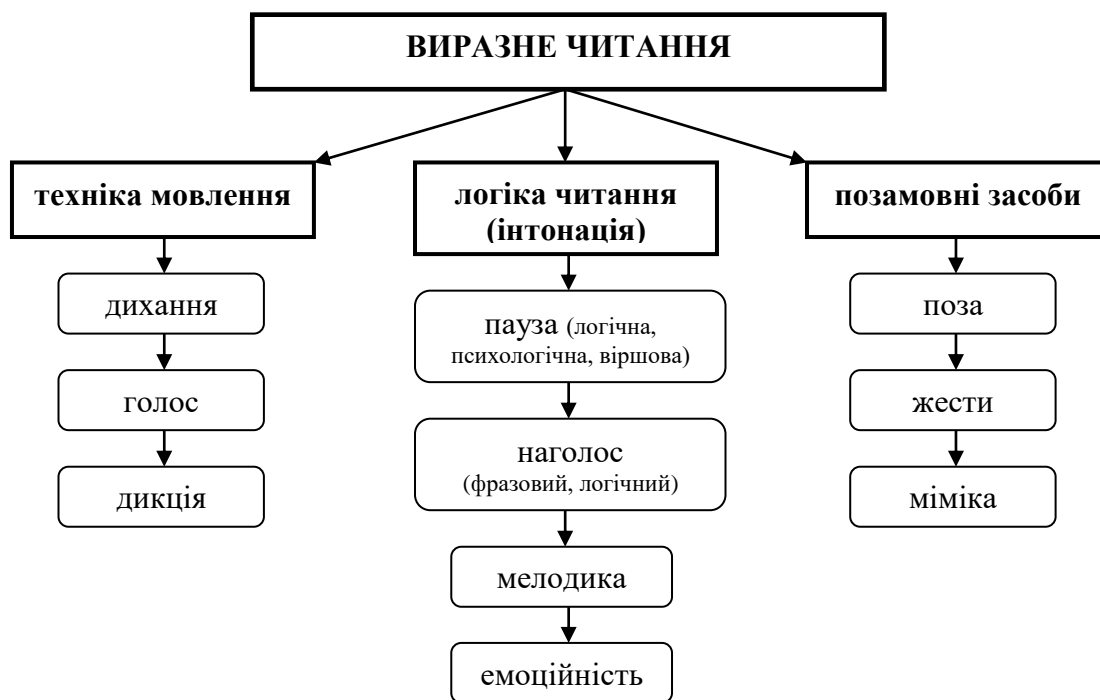 ВИРАЗНЕ ЧИТАННЯ
техніка мовлення
дихання
голос
дикція
логіка читання
(інтонація)
пауза (логічна,
психологічна, віршова)
наголос
(фразовий, логічний)
мелодика
емоційність
позамовні засоби
поза
жести
міміка